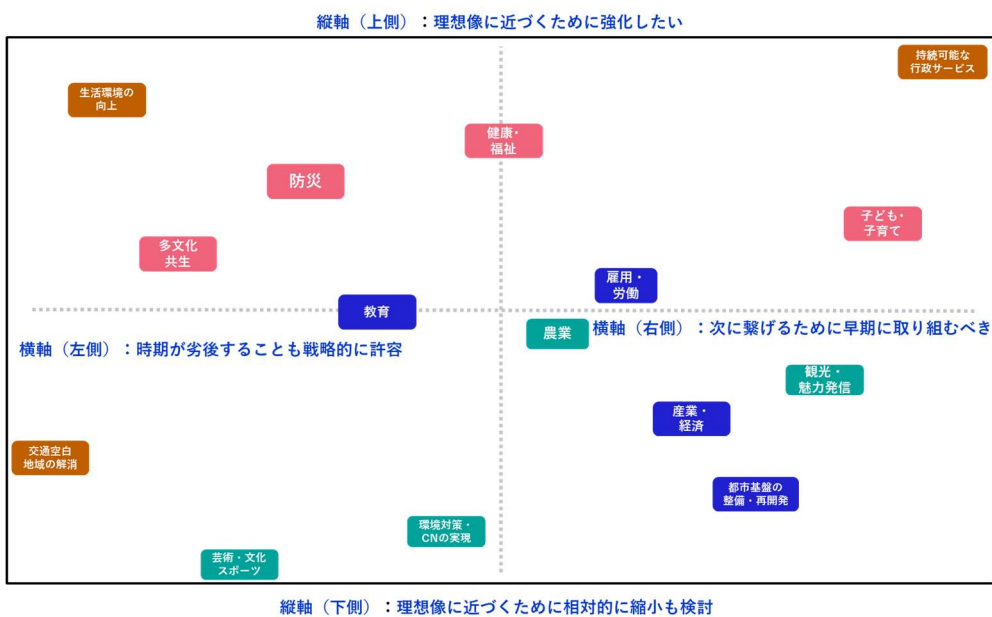 縦軸（上側）：理想像に近づくために強化したい
持続可能な
行政サービス
生活環境の
向上
健康・
福祉
防災
子ども・
子育て
多文化
共生
雇用・
労働
教育
農業
横軸（右側）：次に繋げるために早期に取り組むべき
横軸（左側）：時期が劣後することも戦略的に許容
観光・
魅力発信
産業・
経済
交通空白
地域の解消
都市基盤の
整備・再開発
環境対策・
CNの実現
芸術・文化
スポーツ
縦軸（下側）：理想像に近づくために相対的に縮小も検討